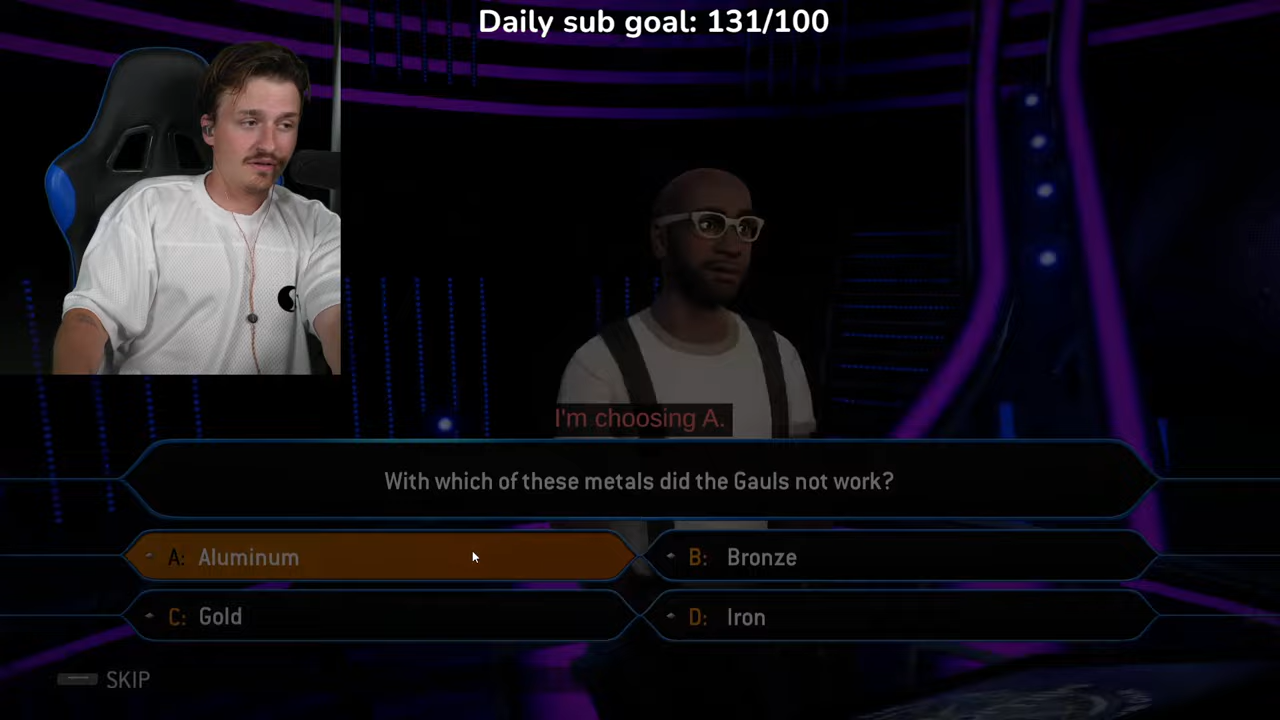 Daily sub goal: 131/100
I'm choosing A.
With which of these metals did the Gauls not work?
A: Aluminum
B: Bronze
C: Gold
D: Iron
SKIP